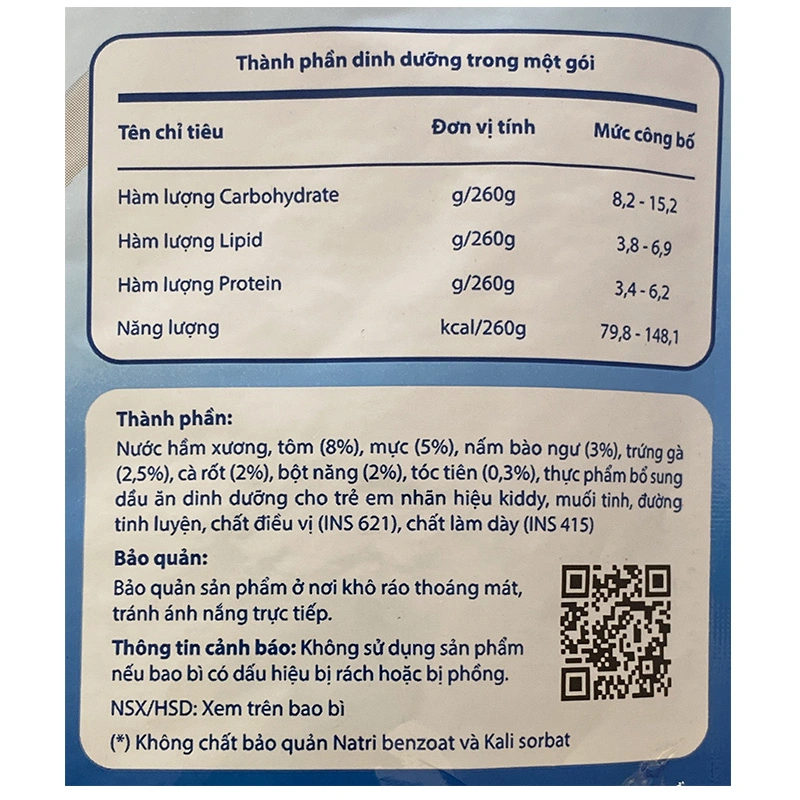 Thành phần dinh dưỡng trong một gói
Tên chỉ tiêu Đơn vị tính Mức công bố
Hàm lượng Carbohydrate g/260g 8,2 - 15,2
Hàm lượng Lipid g/260g 3,8 - 6,9
Hàm lượng Protein g/260g 3,4 - 6,2
Năng lượng kcal/260g 79,8 - 148,1
Thành phần:
Nước hầm xương, tôm (8%), mực (5%), nấm bào ngư (3%), trứng gà
(2,5%), cà rốt (2%), bột năng (2%), tóc tiên (0,3%), thực phẩm bổ sung
dầu ăn dinh dưỡng cho trẻ em nhãn hiệu kiddy, muối tinh, đường
tinh luyện, chất điều vị (INS 621), chất làm dày (INS 415)
Bảo quản:
Bảo quản sản phẩm ở nơi khô ráo thoáng mát,
tránh ánh nắng trực tiếp.
Thông tin cảnh báo: Không sử dụng sản phẩm
nếu bao bì có dấu hiệu bị rách hoặc bị phồng.
NSX/HSD: Xem trên bao bì
(*) Không chất bảo quản Natri benzoat và Kali sorbat